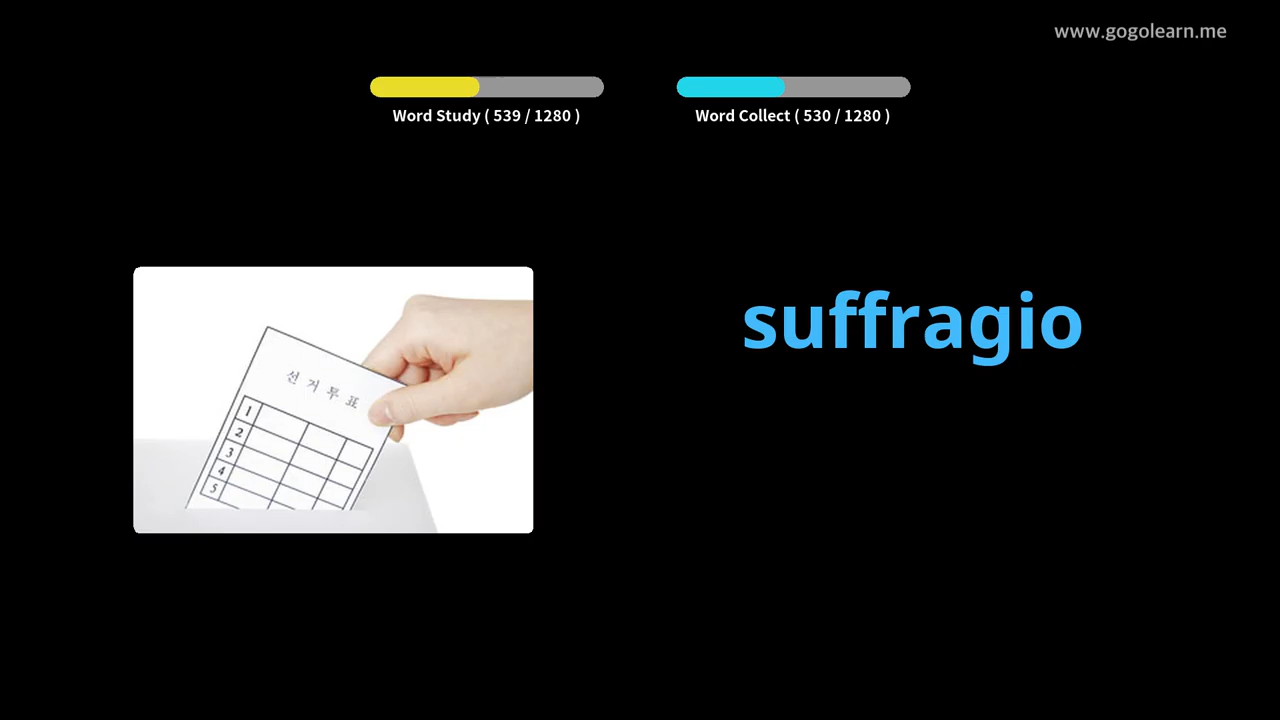 www.gogolearn.me
Word Study ( 539 / 1280 )
Word Collect ( 530 / 1280 )
suffragio
선거투표
1
2
3
4
5